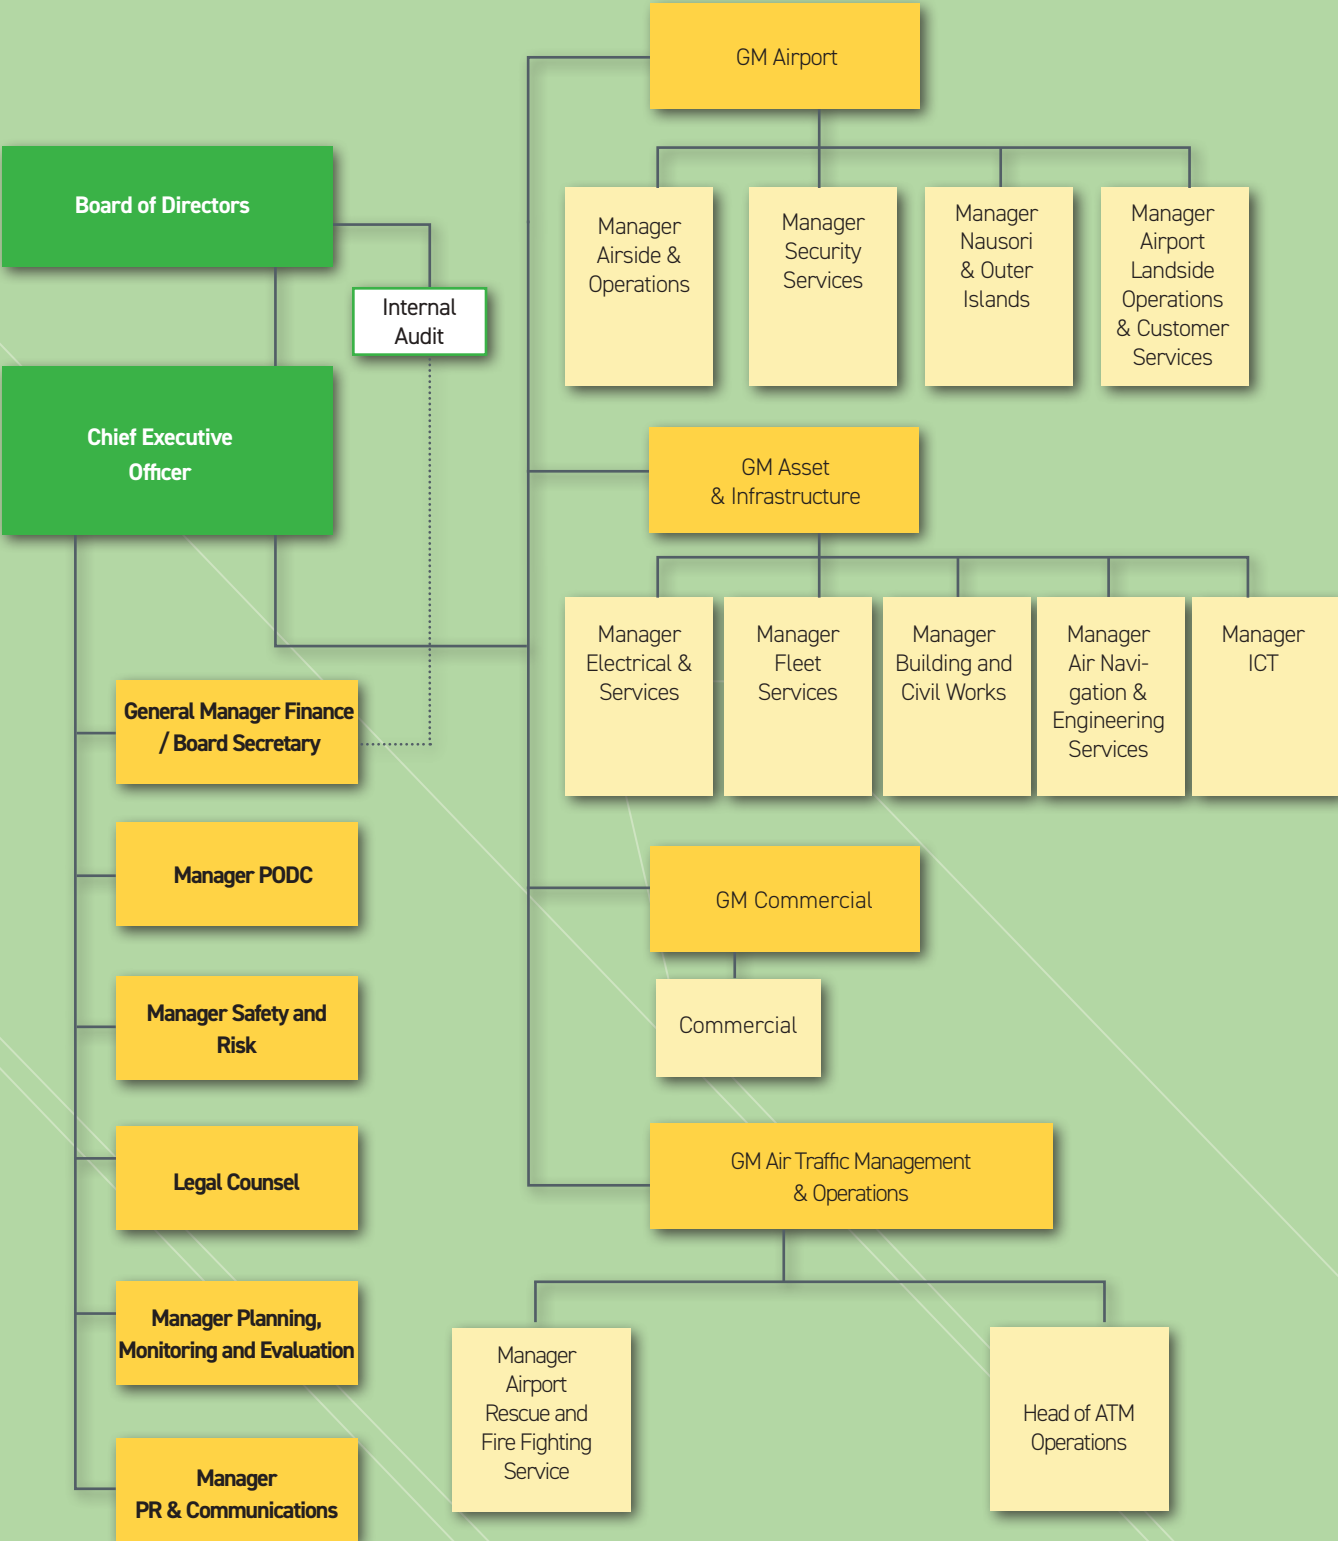 Board of Directors
Internal
Audit
Chief Executive
Officer
General Manager Finance
/ Board Secretary
Manager PODC
Manager Safety and
Risk
Legal Counsel
Manager Planning,
Monitoring and Evaluation
Manager
PR & Communications
GM Airport
Manager
Airside &
Operations
Manager
Security
Services
Manager
Nausori
& Outer
Islands
Manager
Airport
Landside
Operations
& Customer
Services
GM Asset
& Infrastructure
Manager
Electrical &
Services
Manager
Fleet
Services
Manager
Building and
Civil Works
Manager
Air Navi-
gation &
Engineering
Services
Manager
ICT
GM Commercial
Commercial
GM Air Traffic Management
& Operations
Manager
Airport
Rescue and
Fire Fighting
Service
Head of ATM
Operations